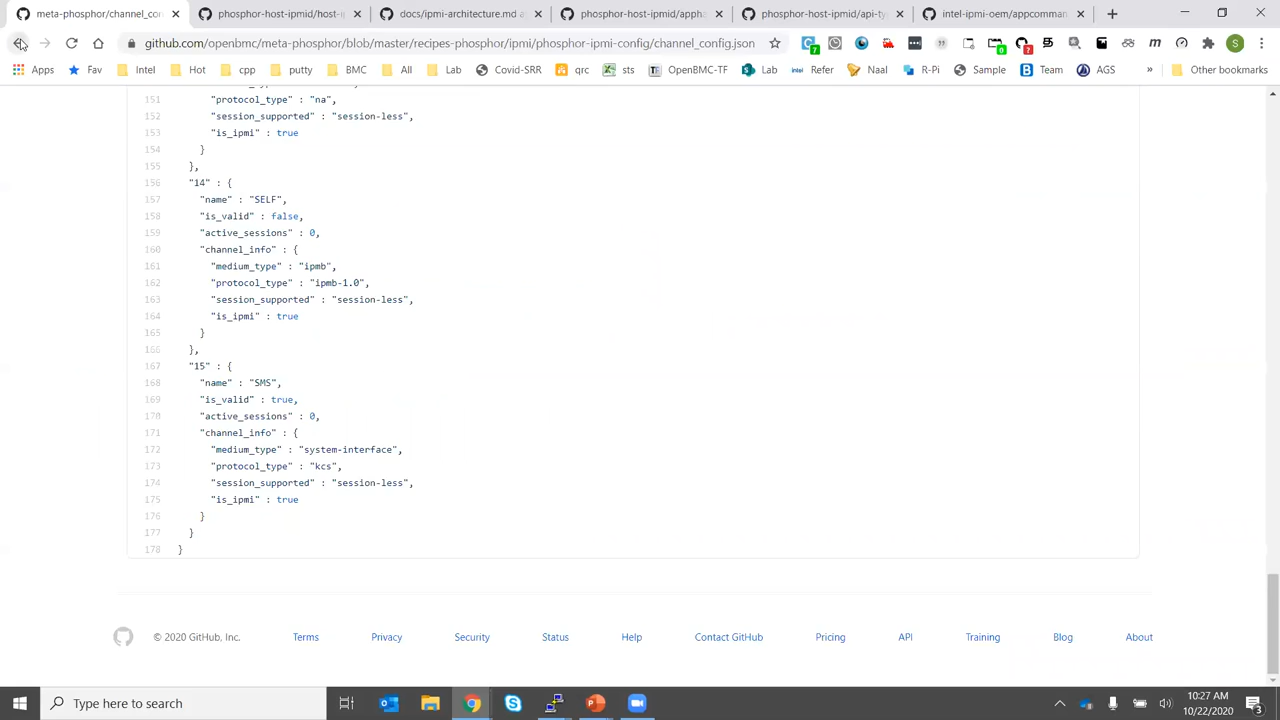 meta-phosphor/channel_con
phosphor-host-ipmid/host-i
docs/ipmi-architecture.md a
phosphor-host-ipmid/appha
phosphor-host-ipmid/api-ty
intel-ipmi-oem/appcomman
github.com/openbmc/meta-phosphor/blob/master/recipes-phosphor/ipmi/phosphor-ipmi-config/channel_config.json
7
0
?
S
Apps
Fav
Intel
Hot
cpp
putty
BMC
All
Lab
Covid-SRR
qrc
sts
OpenBMC-TF
Lab
Refer
Naal
R-Pi
Sample
Team
AGS
»
Other bookmarks
151 "protocol_type" : "na",
152 "session_supported" : "session-less",
153 "is_ipmi" : true
154 }
155 },
156 "14" : {
157 "name" : "SELF",
158 "is_valid" : false,
159 "active_sessions" : 0,
160 "channel_info" : {
161 "medium_type" : "ipmb",
162 "protocol_type" : "ipmb-1.0",
163 "session_supported" : "session-less",
164 "is_ipmi" : true
165 }
166 },
167 "15" : {
168 "name" : "SMS",
169 "is_valid" : true,
170 "active_sessions" : 0,
171 "channel_info" : {
172 "medium_type" : "system-interface",
173 "protocol_type" : "kcs",
174 "session_supported" : "session-less",
175 "is_ipmi" : true
176 }
177 }
178 }
© 2020 GitHub, Inc.
Terms
Privacy
Security
Status
Help
Contact GitHub
Pricing
API
Training
Blog
About
Type here to search
10:27 AM
10/22/2020
3